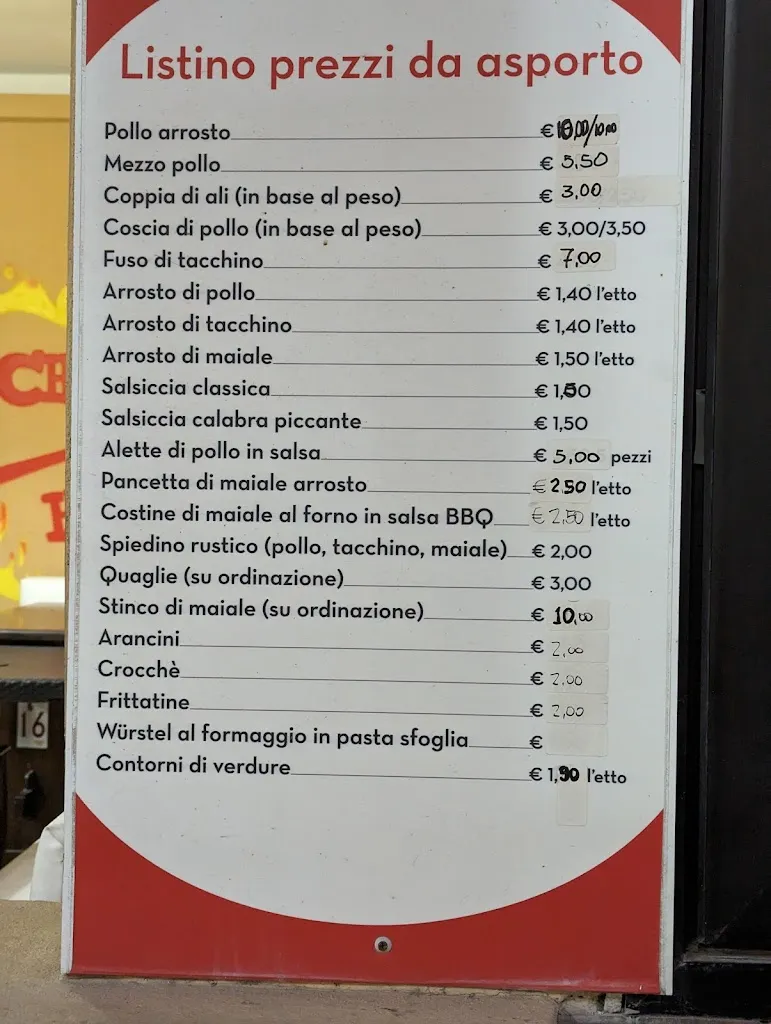 Listino prezzi da asporto
Pollo arrosto € 10,00/10,00
Mezzo pollo € 5,50
Coppia di ali (in base al peso) € 3,00
Coscia di pollo (in base al peso) € 3,00/3,50
Fuso di tacchino € 7,00
Arrosto di pollo € 1,40 l'etto
Arrosto di tacchino € 1,40 l'etto
Arrosto di maiale € 1,50 l'etto
Salsiccia classica € 1,50
Salsiccia calabra piccante € 1,50
Alette di pollo in salsa € 5,00 pezzi
Pancetta di maiale arrosto € 2.50 l'etto
Costine di maiale al forno in salsa BBQ € 2,50 l'etto
Spiedino rustico (pollo, tacchino, maiale) € 2,00
Quaglie (su ordinazione) € 3,00
Stinco di maiale (su ordinazione) € 10,00
Arancini € 2,00
Crocchè € 2.00
Frittatine € 2,00
Würstel al formaggio in pasta sfoglia €
Contorni di verdure € l'etto
16